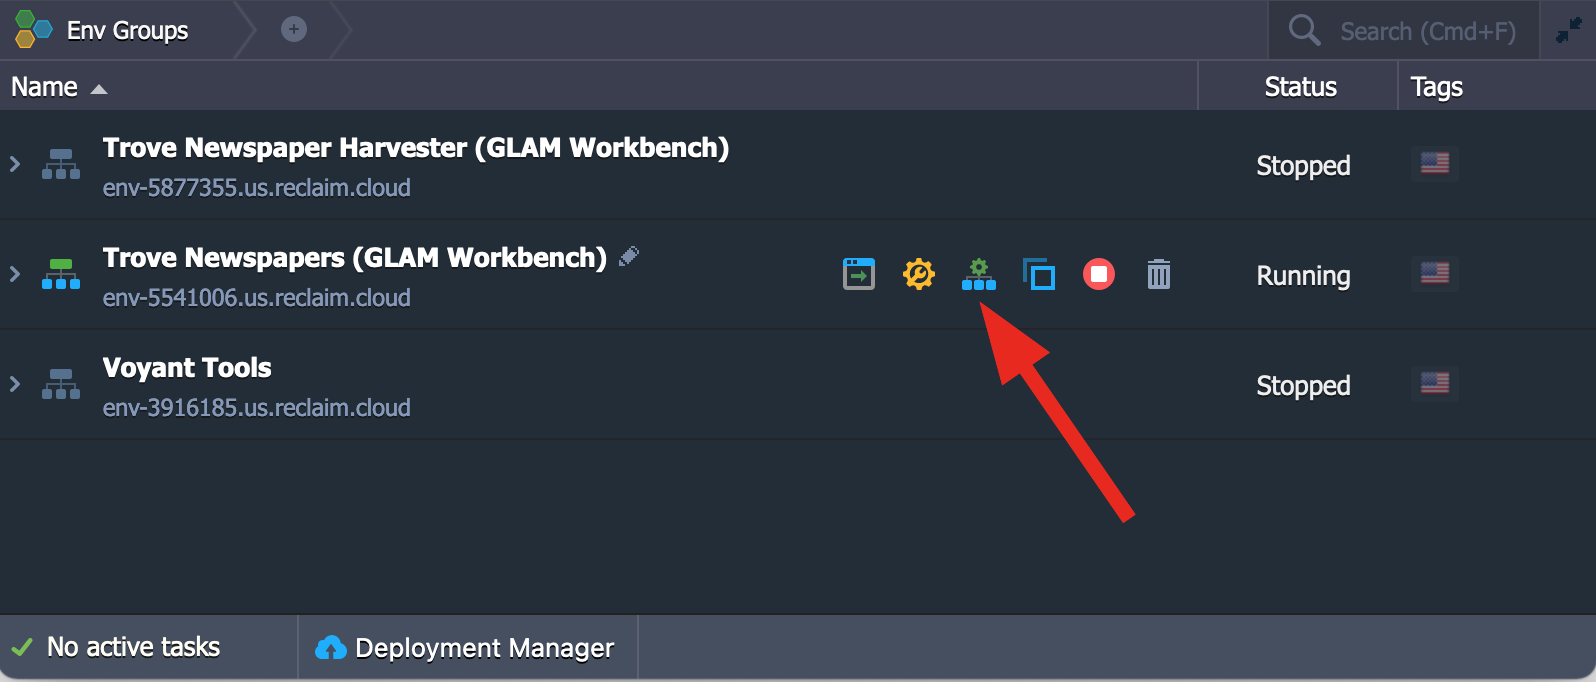 Env Groups
Search (Cmd+F)
Name
Status
Tags
Trove Newspaper Harvester (GLAM Workbench)
env-5877355.us.reclaim.cloud
Stopped
Trove Newspapers (GLAM Workbench)
env-5541006.us.reclaim.cloud
Running
Voyant Tools
env-3916185.us.reclaim.cloud
Stopped
No active tasks
Deployment Manager